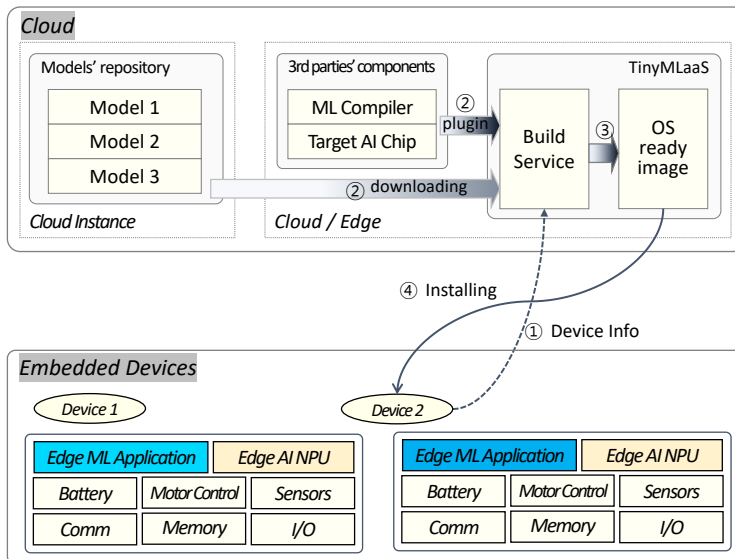 Cloud
Models' repository
Model 1
Model 2
Model 3
Cloud Instance
3rd parties' components
ML Compiler
Target AI Chip
② plugin
② downloading
Cloud / Edge
TinyMLaaS
Build
Service
③
OS
ready
image
④ Installing
① Device Info
Embedded Devices
Device 1
Edge ML Application
Edge AI NPU
Battery
Motor Control
Sensors
Comm
Memory
I/O
Device 2
Edge ML Application
Edge AI NPU
Battery
Motor Control
Sensors
Comm
Memory
I/O